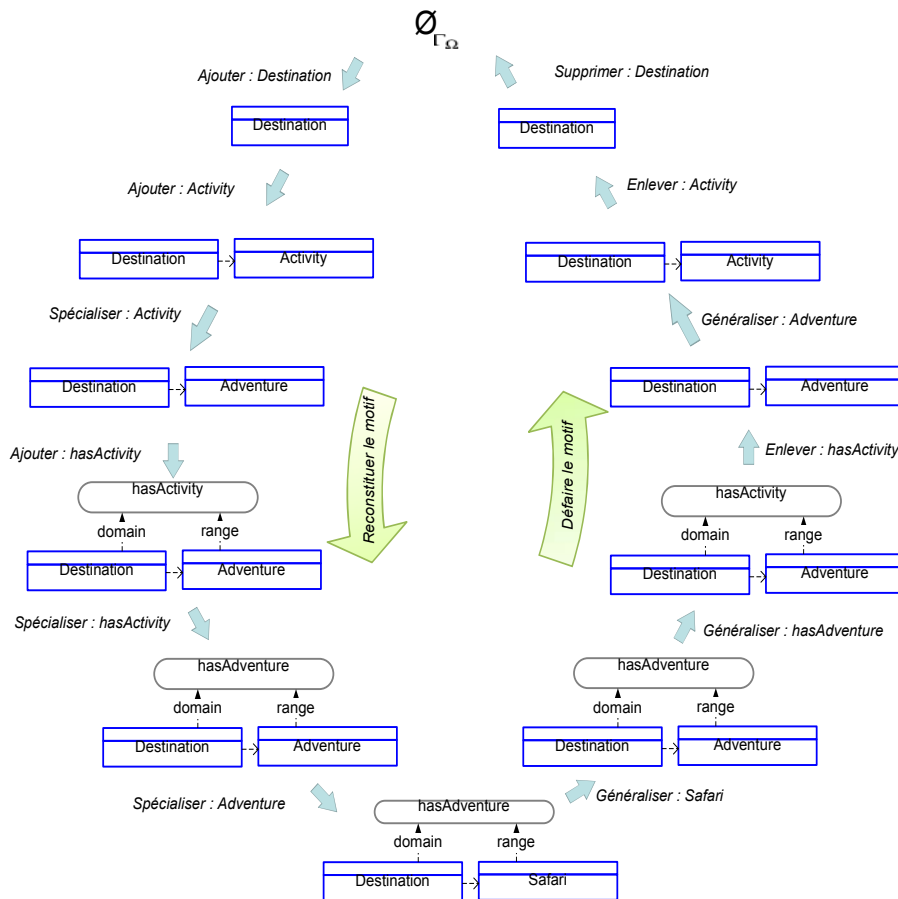 Ø ΓΩ
Ajouter : Destination
Supprimer : Destination
Destination
Destination
Ajouter : Activity
Enlever : Activity
Destination
Activity
Destination
Activity
Spécialiser : Activity
Généraliser : Adventure
Destination
Adventure
Destination
Adventure
Reconstituer le motif
Défaire le motif
Ajouter : hasActivity
Enlever : hasActivity
hasActivity
hasActivity
domain
range
domain
range
Destination
Adventure
Destination
Adventure
Spécialiser : hasActivity
Généraliser : hasAdventure
hasAdventure
hasAdventure
domain
range
domain
range
Destination
Adventure
Destination
Adventure
Spécialiser : Adventure
Généraliser : Safari
hasAdventure
domain
range
Destination
Safari